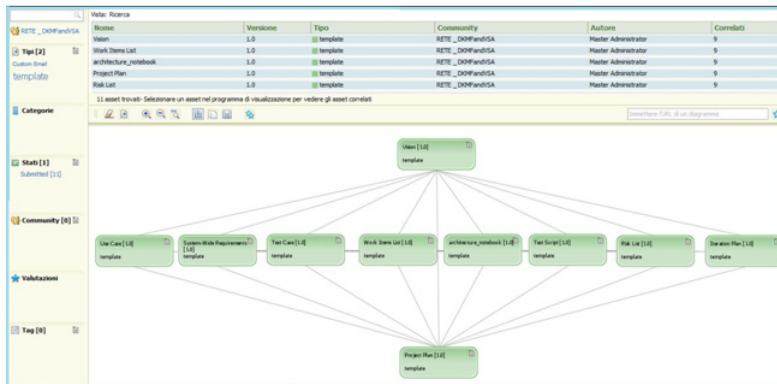 Vista: Ricerca
RETE _DKMFandVSA
Tipi [2]
Custom Email
template
Categorie
Stati [1]
Submitted [11]
Community [0]
Valutazioni
Tag [0]
Nome Versione Tipo Community Autore Correlati
Vision 1.0 template RETE _DKMFandVSA Master Administrator 9
Work Items List 1.0 template RETE _DKMFandVSA Master Administrator 9
architecture_notebook 1.0 template RETE _DKMFandVSA Master Administrator 9
Project Plan 1.0 template RETE _DKMFandVSA Master Administrator 9
Risk List 1.0 template RETE _DKMFandVSA Master Administrator 9
11 asset trovati- Selezionare un asset nel programma di visualizzazione per vedere gli asset correlati
Immettere l'URL di un diagramma
Vision [1.0]
template
Use Case [1.0]
template
System-Wide Requirements [1.0]
template
Test Case [1.0]
template
Work Items List [1.0]
template
architecture_notebook [1.0]
template
Test Script [1.0]
template
Risk List [1.0]
template
Iteration Plan [1.0]
template
Project Plan [1.0]
template